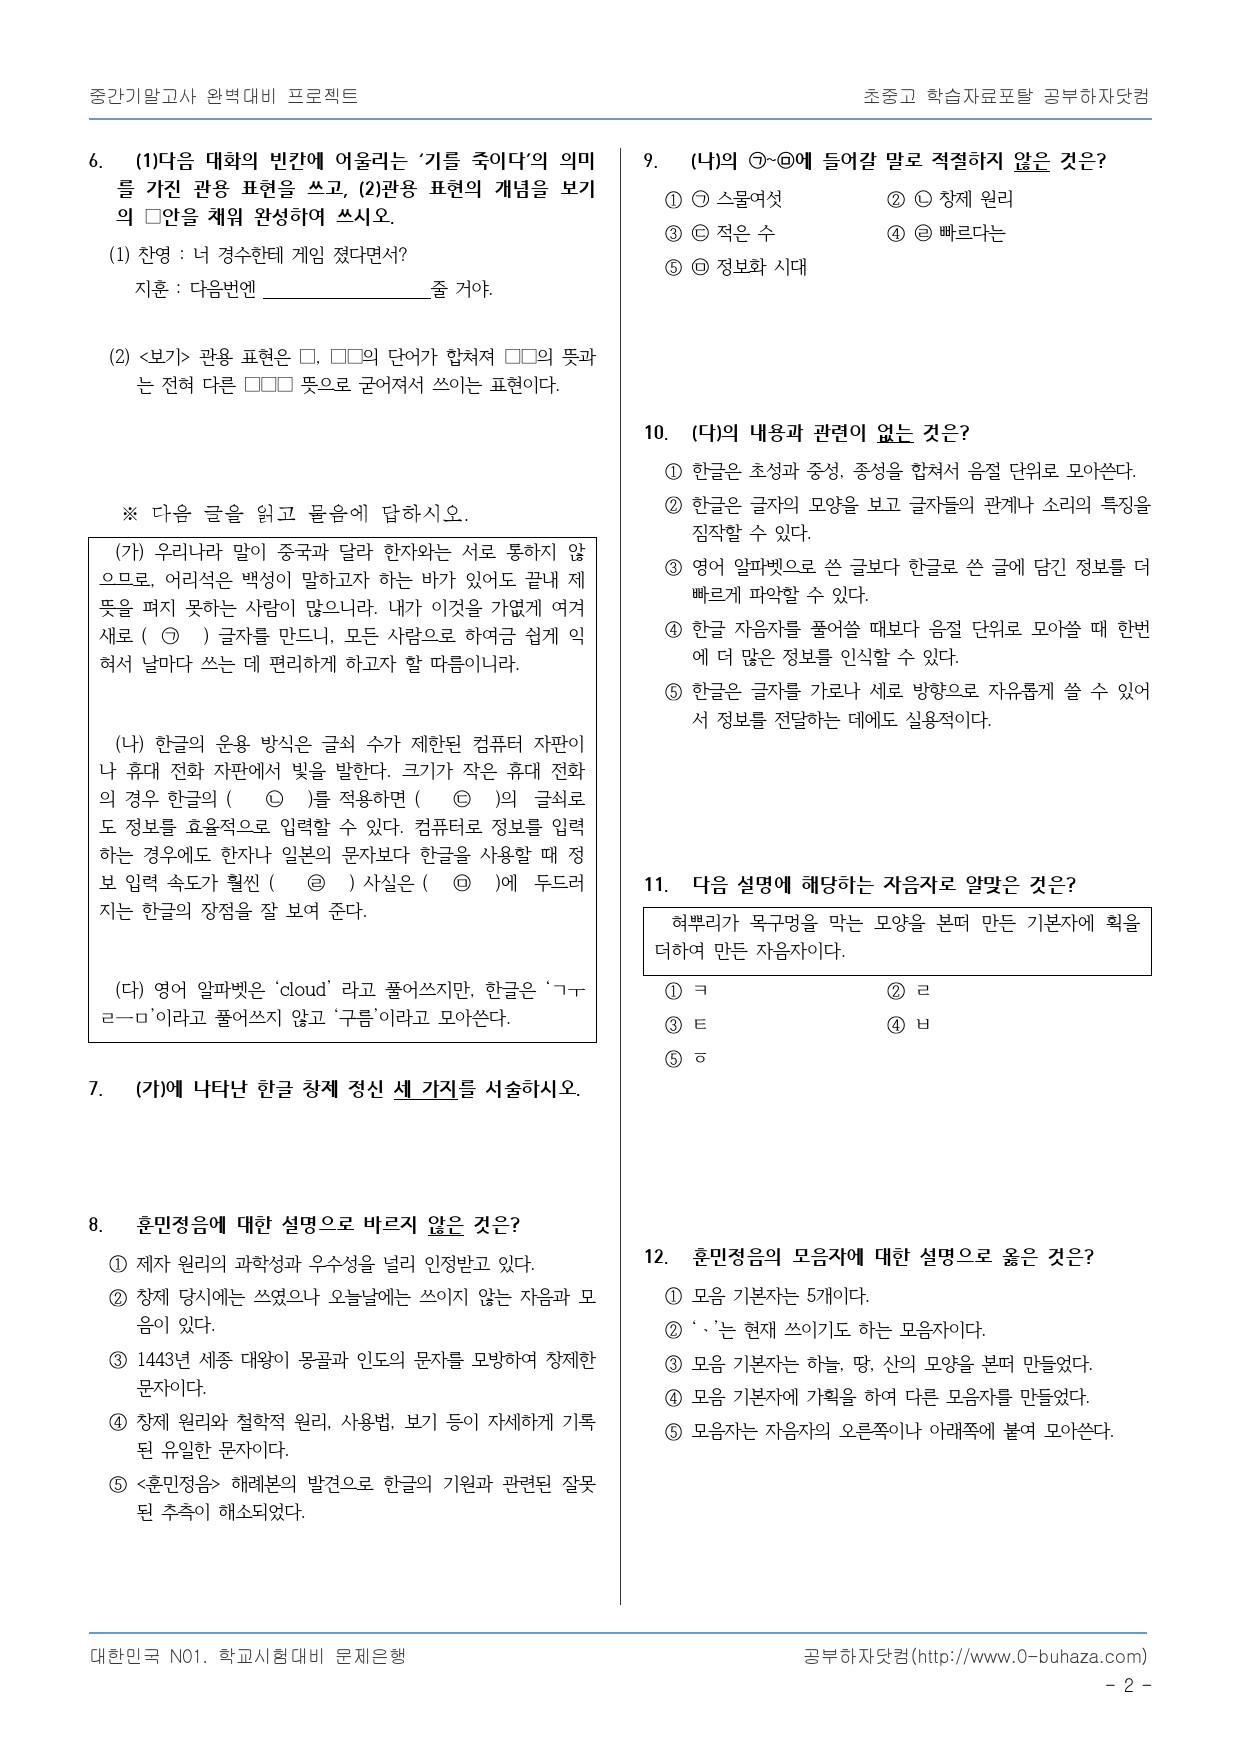 중간기말고사 완벽대비 프로젝트
초중고 학습자료포탈 공부하자닷컴
6. (1)다음 대화의 빈칸에 어울리는 ‘기를 죽이다’의 의미
를 가진 관용 표현을 쓰고, (2)관용 표현의 개념을 보기
의 □안을 채워 완성하여 쓰시오.
(1) 찬영 : 너 경수한테 게임 졌다면서?
지훈 : 다음번엔 ________________줄 거야.
(2) <보기> 관용 표현은 □, □□의 단어가 합쳐져 □□의 뜻과
는 전혀 다른 □□□ 뜻으로 굳어져서 쓰이는 표현이다.
※ 다음 글을 읽고 물음에 답하시오.
(가) 우리나라 말이 중국과 달라 한자와는 서로 통하지 않
으므로, 어리석은 백성이 말하고자 하는 바가 있어도 끝내 제
뜻을 펴지 못하는 사람이 많으니라. 내가 이것을 가엾게 여겨
새로 ( ㉠ ) 글자를 만드니, 모든 사람으로 하여금 쉽게 익
혀서 날마다 쓰는 데 편리하게 하고자 할 따름이니라.
(나) 한글의 운용 방식은 글쇠 수가 제한된 컴퓨터 자판이
나 휴대 전화 자판에서 빛을 발한다. 크기가 작은 휴대 전화
의 경우 한글의 ( ㉡ )를 적용하면 ( ㉢ )의 글쇠로
도 정보를 효율적으로 입력할 수 있다. 컴퓨터로 정보를 입력
하는 경우에도 한자나 일본의 문자보다 한글을 사용할 때 정
보 입력 속도가 훨씬 ( ㉣ ) 사실은 ( ㉤ )에 두드러
지는 한글의 장점을 잘 보여 준다.
(다) 영어 알파벳은 ‘cloud’ 라고 풀어쓰지만, 한글은 ‘ㄱㅜ
ㄹㅡㅁ’이라고 풀어쓰지 않고 ‘구름’이라고 모아쓴다.
7. (가)에 나타난 한글 창제 정신 세 가지를 서술하시오.
8. 훈민정음에 대한 설명으로 바르지 않은 것은?
① 제자 원리의 과학성과 우수성을 널리 인정받고 있다.
② 창제 당시에는 쓰였으나 오늘날에는 쓰이지 않는 자음과 모
음이 있다.
③ 1443년 세종 대왕이 몽골과 인도의 문자를 모방하여 창제한
문자이다.
④ 창제 원리와 철학적 원리, 사용법, 보기 등이 자세하게 기록
된 유일한 문자이다.
⑤ <훈민정음> 해례본의 발견으로 한글의 기원과 관련된 잘못
된 추측이 해소되었다.
9. (나)의 ㉠~㉤에 들어갈 말로 적절하지 않은 것은?
① ㉠ 스물여섯 ② ㉡ 창제 원리
③ ㉢ 적은 수 ④ ㉣ 빠르다는
⑤ ㉤ 정보화 시대
10. (다)의 내용과 관련이 없는 것은?
① 한글은 초성과 중성, 종성을 합쳐서 음절 단위로 모아쓴다.
② 한글은 글자의 모양을 보고 글자들의 관계나 소리의 특징을
짐작할 수 있다.
③ 영어 알파벳으로 쓴 글보다 한글로 쓴 글에 담긴 정보를 더
빠르게 파악할 수 있다.
④ 한글 자음자를 풀어쓸 때보다 음절 단위로 모아쓸 때 한번
에 더 많은 정보를 인식할 수 있다.
⑤ 한글은 글자를 가로나 세로 방향으로 자유롭게 쓸 수 있어
서 정보를 전달하는 데에도 실용적이다.
11. 다음 설명에 해당하는 자음자로 알맞은 것은?
혀뿌리가 목구멍을 막는 모양을 본떠 만든 기본자에 획을
더하여 만든 자음자이다.
① ㅋ ② ㄹ
③ ㅌ ④ ㅂ
⑤ ㆆ
12. 훈민정음의 모음자에 대한 설명으로 옳은 것은?
① 모음 기본자는 5개이다.
② ‘ㆍ’는 현재 쓰이기도 하는 모음자이다.
③ 모음 기본자는 하늘, 땅, 산의 모양을 본떠 만들었다.
④ 모음 기본자에 가획을 하여 다른 모음자를 만들었다.
⑤ 모음자는 자음자의 오른쪽이나 아래쪽에 붙여 모아쓴다.
대한민국 N01. 학교시험대비 문제은행
공부하자닷컴(http://www.0-buhaza.com)
- 2 -